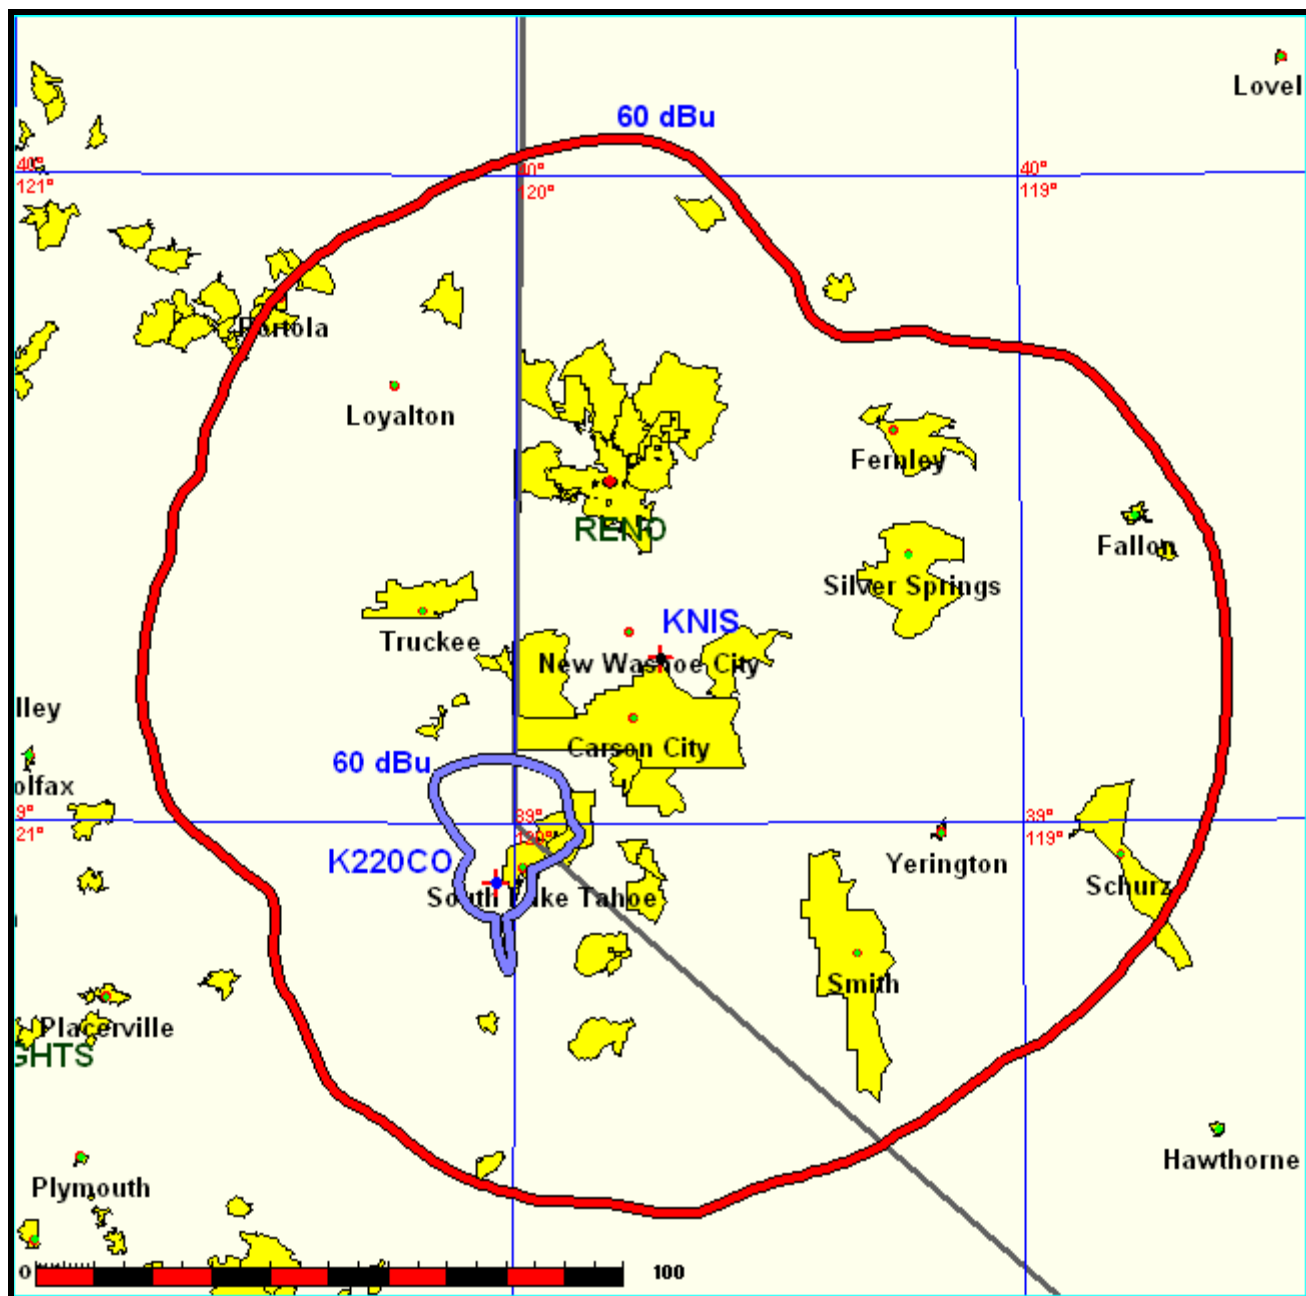 Lovel
60 dBu
40°
121°
40°
120°
40°
119°
Portola
Loyalton
Fernley
RENO
Fallon
Silver Springs
KNIS
Truckee
New Washoe City
lley
Carson City
60 dBu
olfax
9°
21°
39°
120°
39°
119°
K220CO
Yerington
Schurz
South Lake Tahoe
Smith
Placerville
GHTS
Hawthorne
Plymouth
0
100